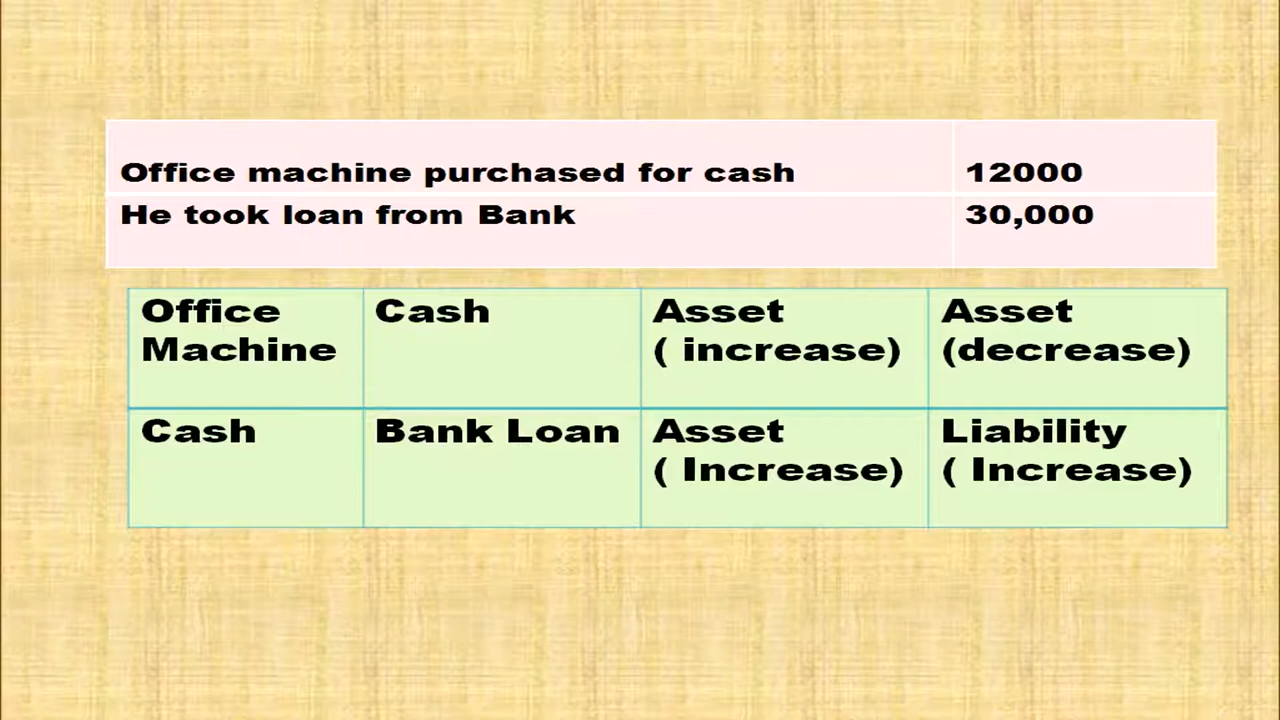 Office machine purchased for cash 12000
He took loan from Bank 30,000
Office Machine Cash Asset ( increase) Asset (decrease)
Cash Bank Loan Asset ( Increase) Liability ( Increase)